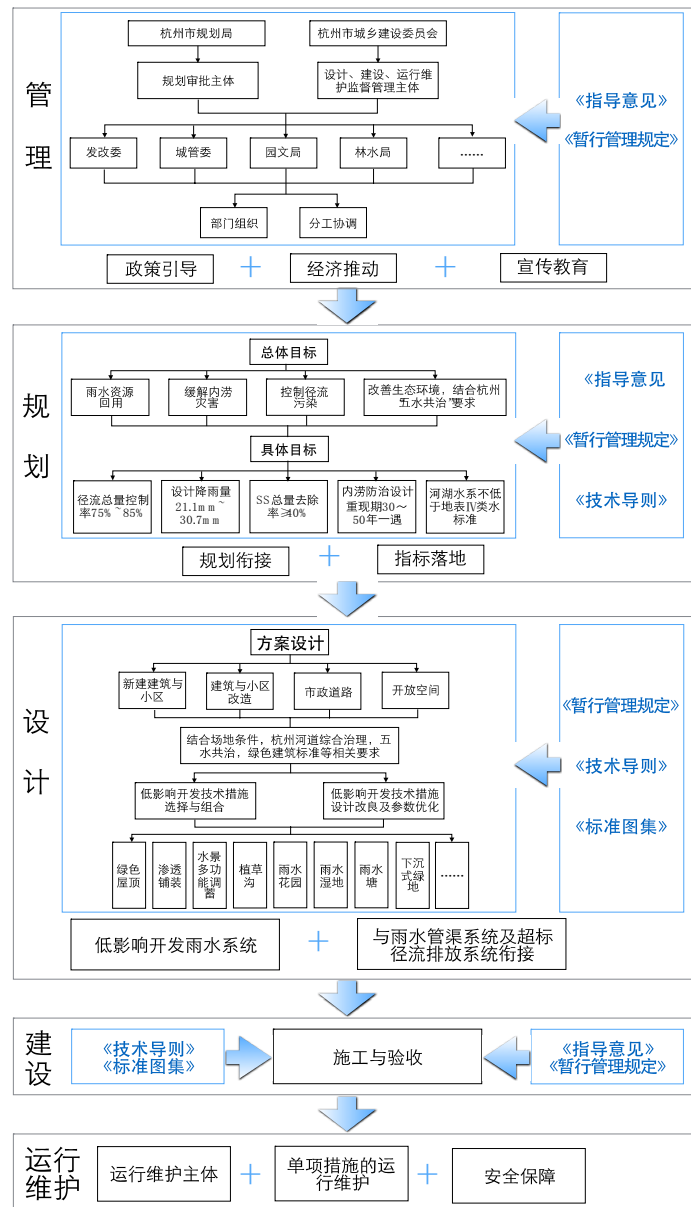 管
理
杭州市规划局
杭州市城乡建设委员会
规划审批主体
设计、建设、运行维
护监督管理主体
发改委
城管委
园文局
林水局
……
部门组织
分工协调
《指导意见》
《暂行管理规定》
政策引导
+
经济推动
+
宣传教育
规
划
总体目标
雨水资源
回用
缓解内涝
灾害
控制径流
污染
改善生态环境，结合杭州
“五水共治”要求
具体目标
径流总量控制
率75%~85%
设计降雨量
21.1mm~
30.7mm
SS总量去除
率≥40%
内涝防治设计
重现期30～
50年一遇
河湖水系不低
于地表Ⅳ类水
标准
《指导意见
《暂行管理规定》
《技术导则》
规划衔接
+
指标落地
设
计
方案设计
新建建筑与
小区
建筑与小区
改造
市政道路
开放空间
结合场地条件，杭州河道综合治理，五
水共治，绿色建筑标准等相关要求
低影响开发技术措施
选择与组合
低影响开发技术措施
设计改良及参数优化
绿色
屋顶
渗透
铺装
水景
多功
能调
蓄
植草
沟
雨水
花园
雨水
湿地
雨水
塘
下沉
式绿
地
……
《暂行管理规定》
《技术导则》
《标准图集》
低影响开发雨水系统
+
与雨水管渠系统及超标
径流排放系统衔接
建
设
《技术导则》
《标准图集》
施工与验收
《指导意见》
《暂行管理规定》
运行
维护
运行维护主体
+
单项措施的运
行维护
+
安全保障